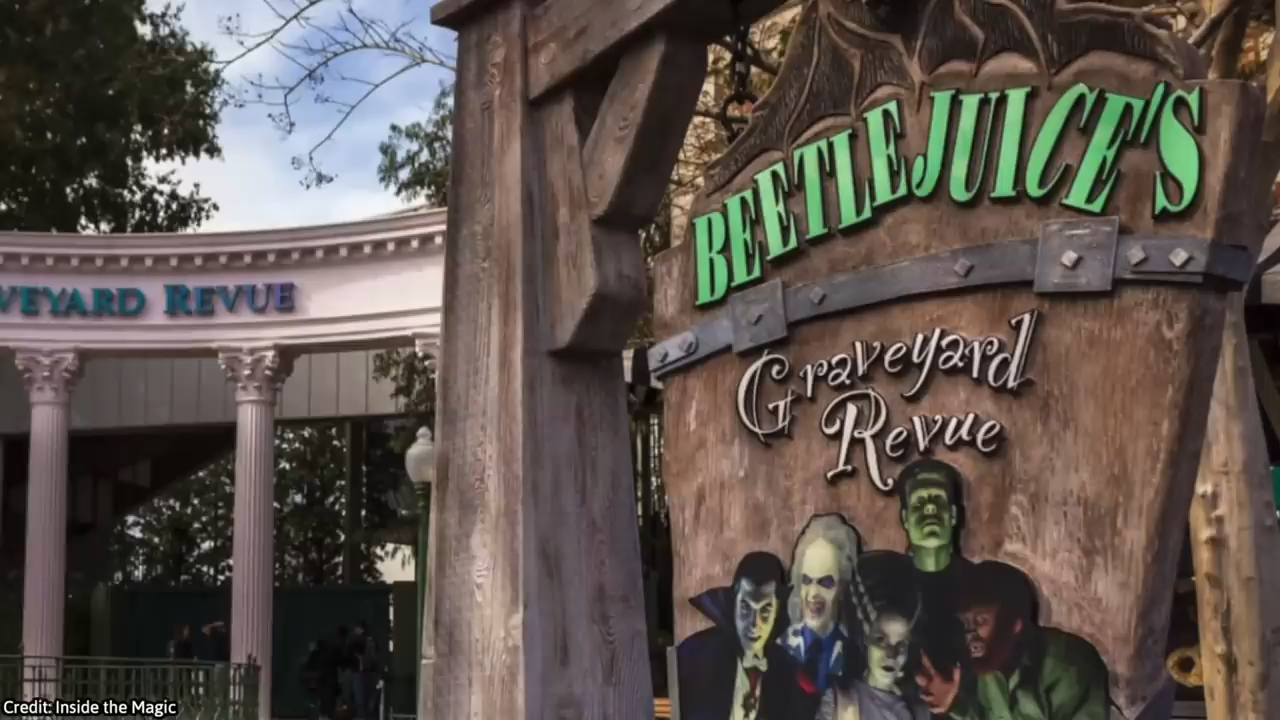 VEYARD REVUE
BEETLEJUICE'S
Graveyard
Revue
Credit: Inside the Magic